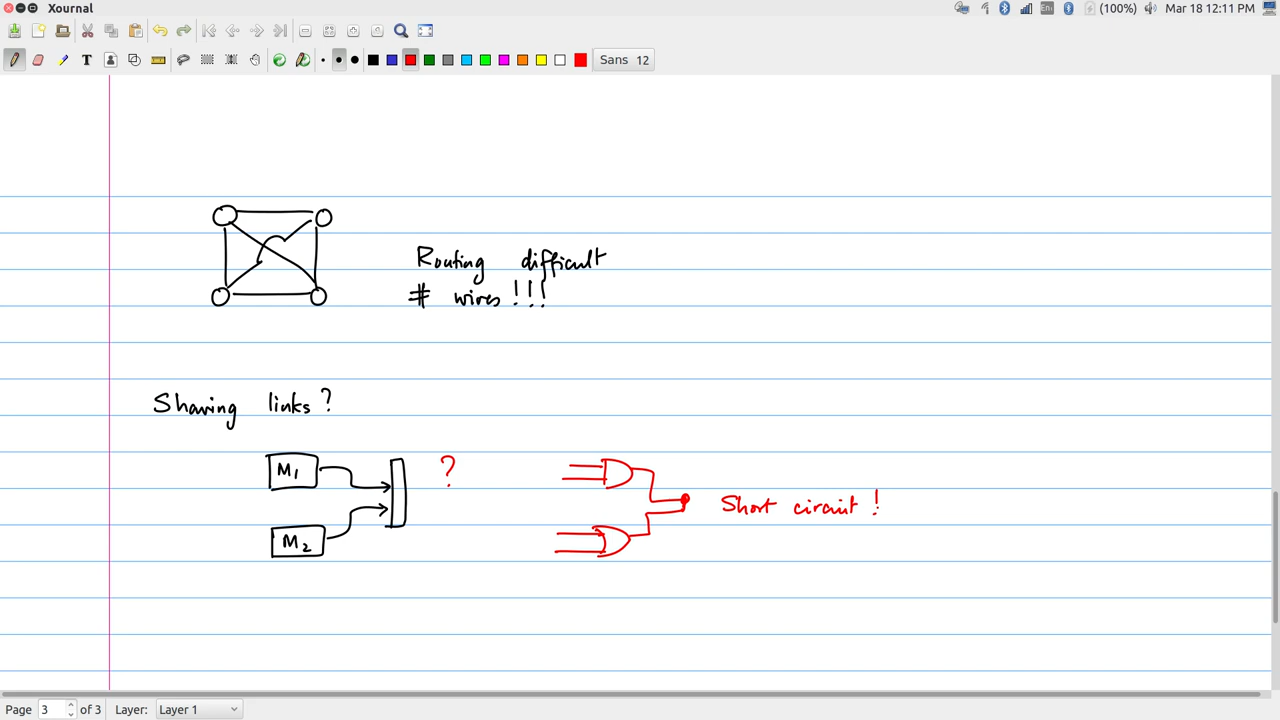 Xournal
(100%)
Mar 18 12:11 PM
Sans 12
Routing difficult
# wires !!!
Sharing links ?
M1
?
Short circuit !
M2
Page 3 of 3 Layer: Layer 1